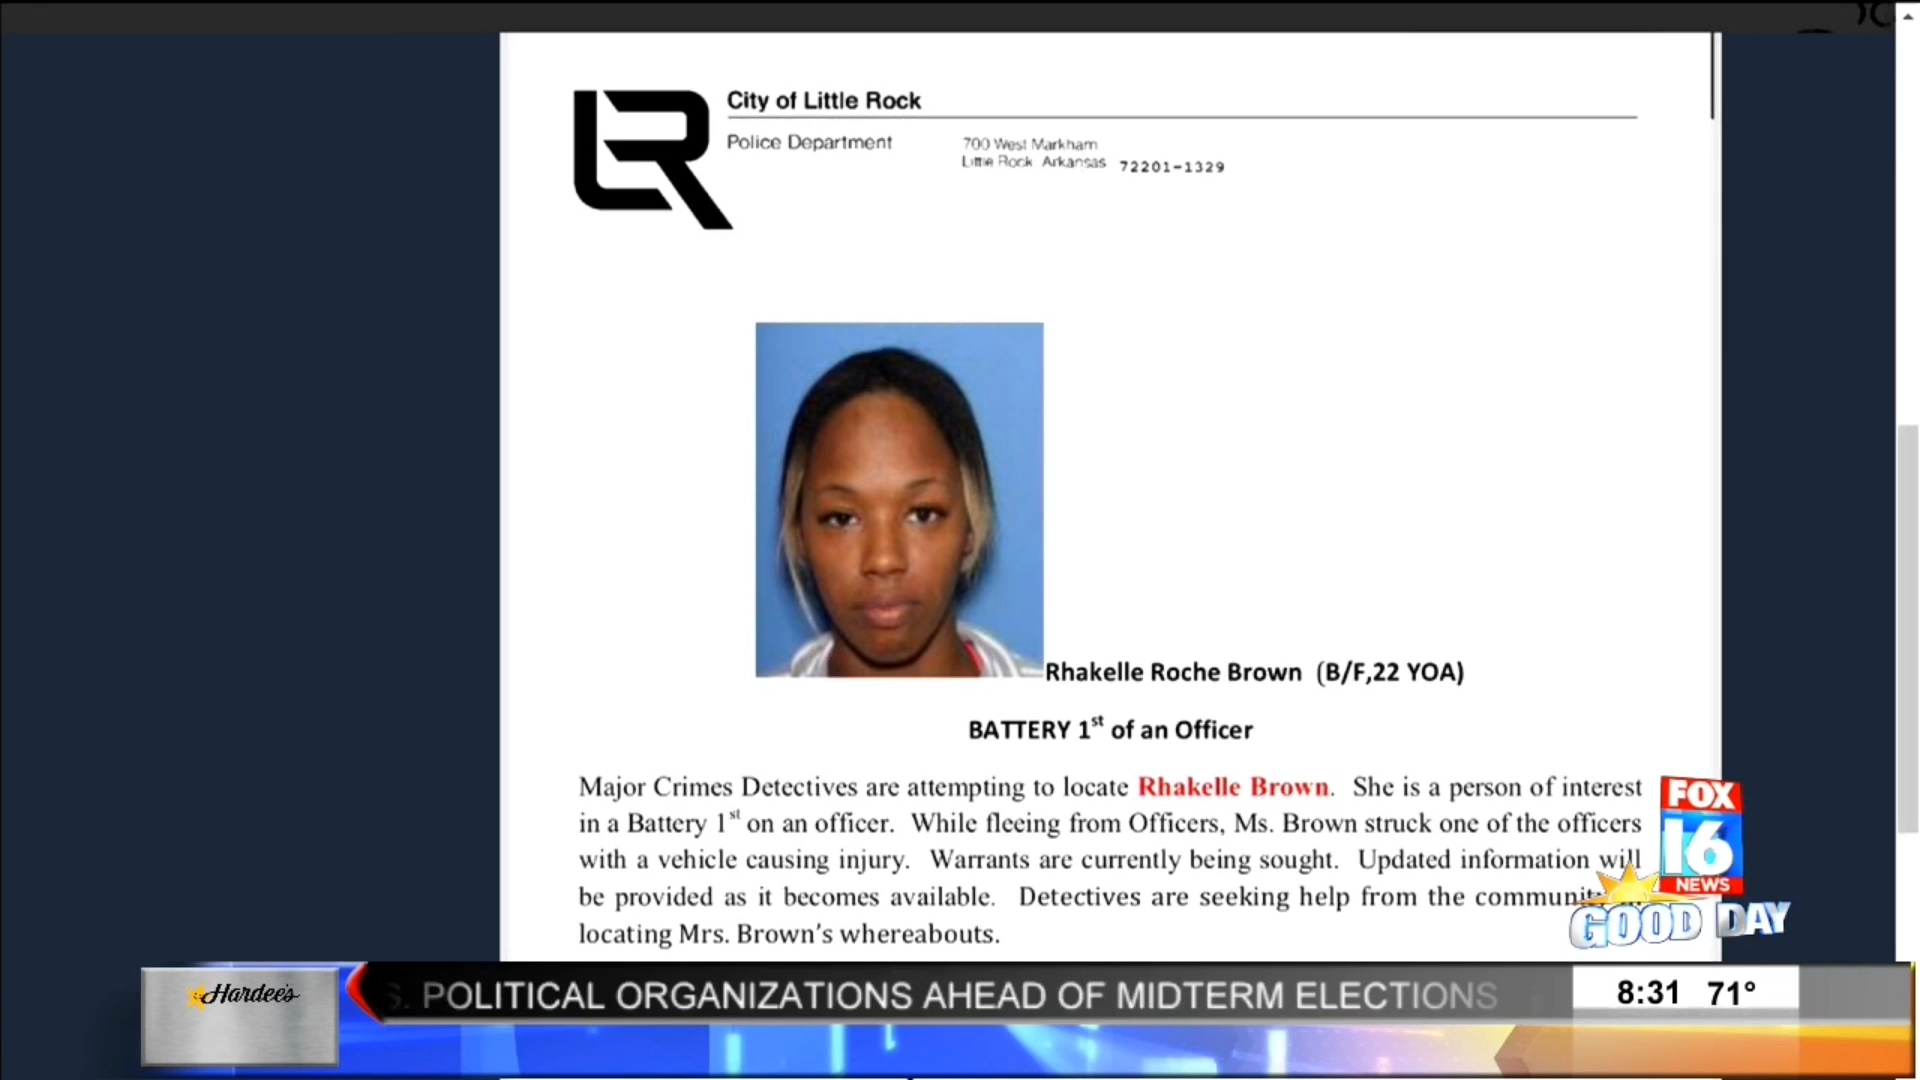 City of Little Rock
Police Department
700 West Markham
Little Rock Arkansas 72201-1329
Rhakelle Roche Brown (B/F,22 YOA)
BATTERY 1st of an Officer
Major Crimes Detectives are attempting to locate Rhakelle Brown. She is a person of interest
in a Battery 1st on an officer. While fleeing from Officers, Ms. Brown struck one of the officers
with a vehicle causing injury. Warrants are currently being sought. Updated information will
be provided as it becomes available. Detectives are seeking help from the
locating Mrs. Brown's whereabouts.
FOX
16
NEWS
GOOD DAY
Hardee's
POLITICAL ORGANIZATIONS AHEAD OF MIDTERM ELECTIONS
8:31 71°